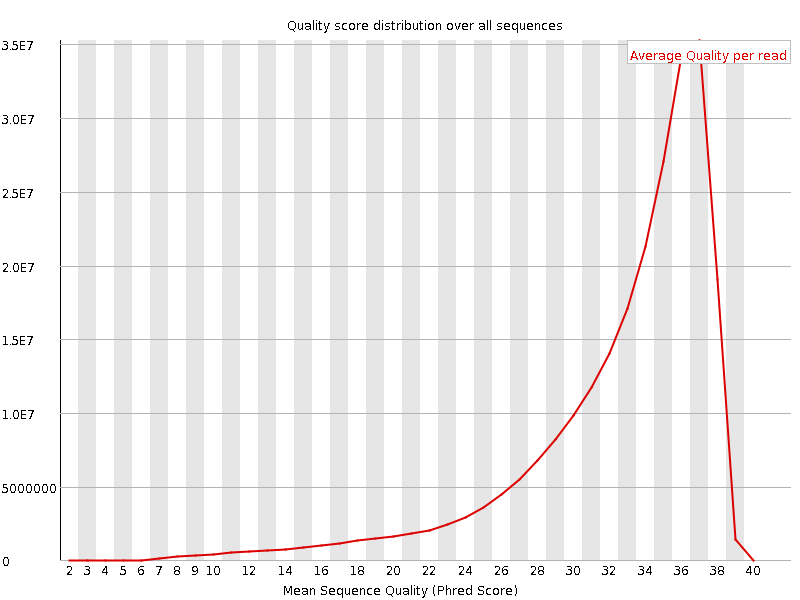 Quality score distribution over all sequences
Average Quality per read
3.5E7
3.0E7
2.5E7
2.0E7
1.5E7
1.0E7
5000000
0
2 3 4 5 6 7 8 9 10 12 14 16 18 20 22 24 26 28 30 32 34 36 38 40
Mean Sequence Quality (Phred Score)